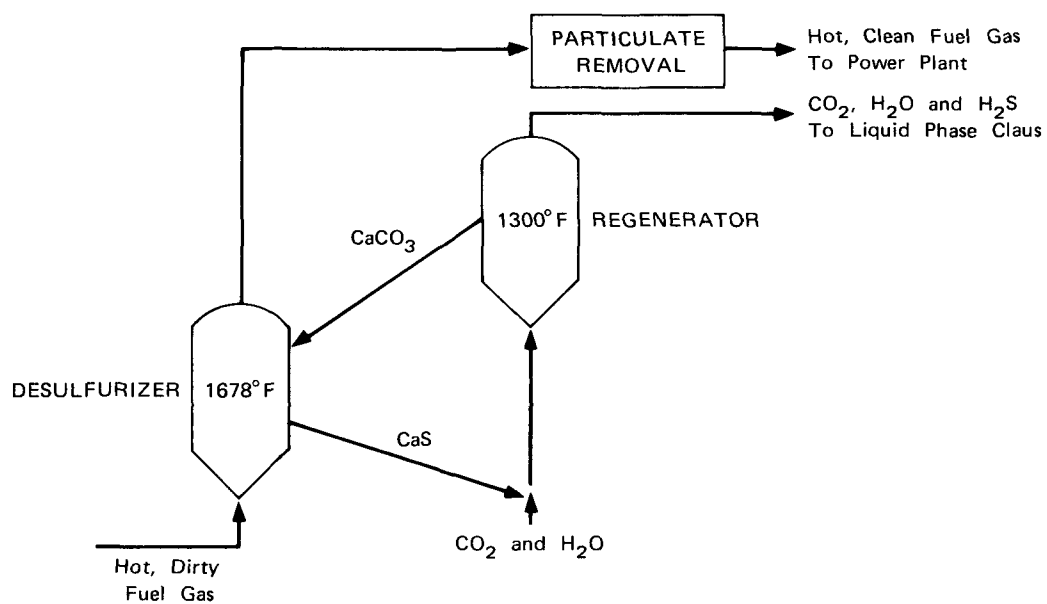 PARTICULATE
REMOVAL
Hot, Clean Fuel Gas
To Power Plant
CO₂, H₂O and H₂S
To Liquid Phase Claus
1300°F
REGENERATOR
CaCO₃
DESULFURIZER
1678°F
CaS
CO₂ and H₂O
Hot, Dirty
Fuel Gas